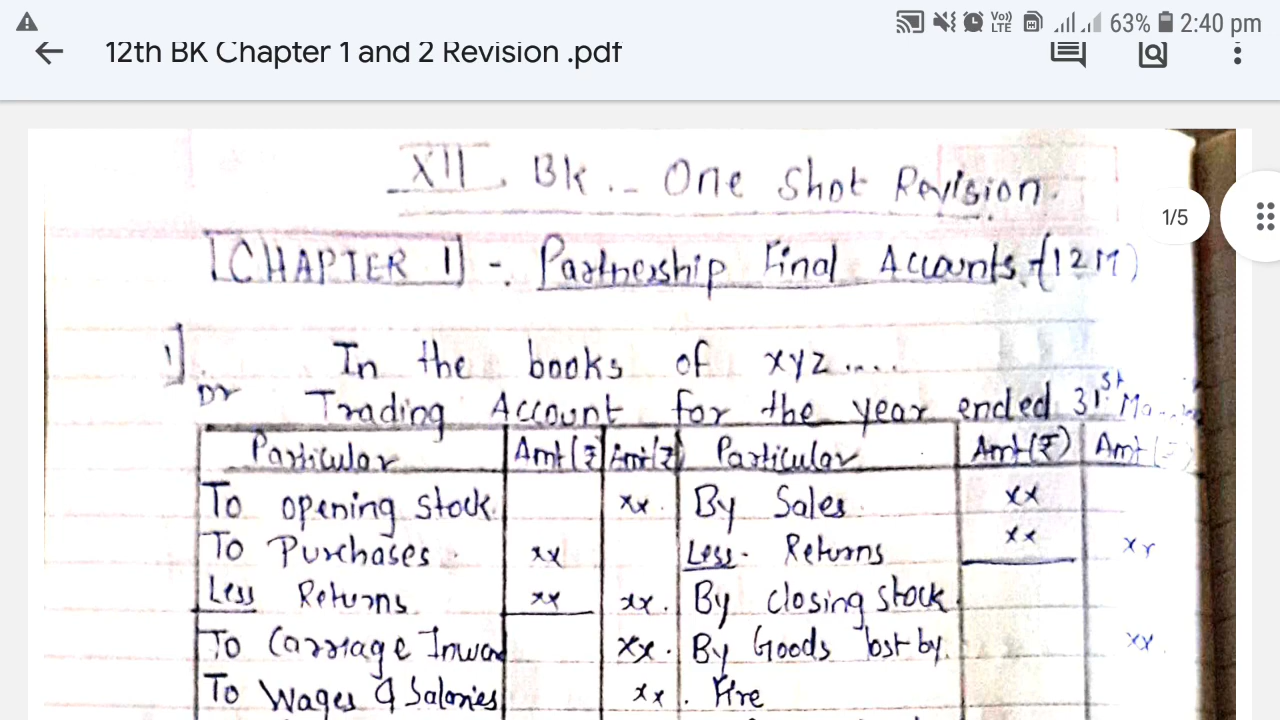 63% 2:40 pm
12th BK Chapter 1 and 2 Revision .pdf
1/5
XII. Bk. - One Shot Revision.
[CHAPTER 1] - Partnership Final Accounts - (12M)
1] In the books of xyz....
Dr Trading Account for the year ended 31st
Particular Amt(₹) Amt(₹) Particular Amt(₹) Amt(₹)
To opening stock. xx. By Sales. xx
To Purchases xx Less - Returns xx xx
Less Returns xx xx. By closing stock
To Carriage Inward xx. By Goods lost by xx.
To Wages & Salaries xx. Fire